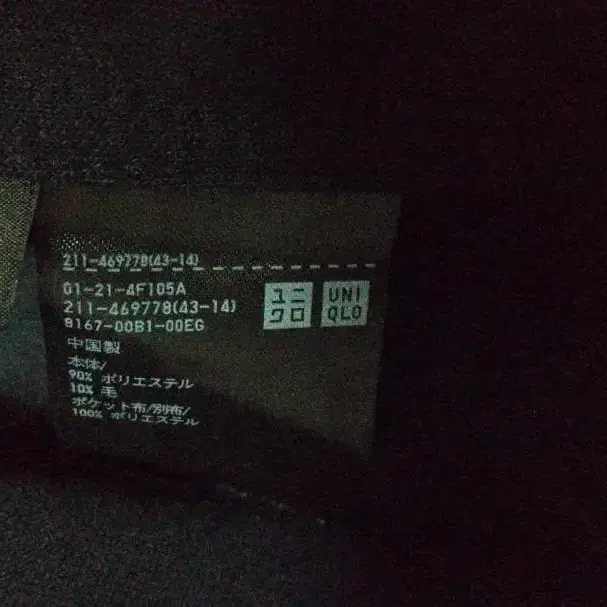 211-469778(43-14)
01-21-4F105A
211-469778(43-14)
8167-00B1-00EG
ユニ
クロ
UNI
QLO
中国製
本体/
90% ポリエステル
10% 毛
ポケット布/別布/
100% ポリエステル